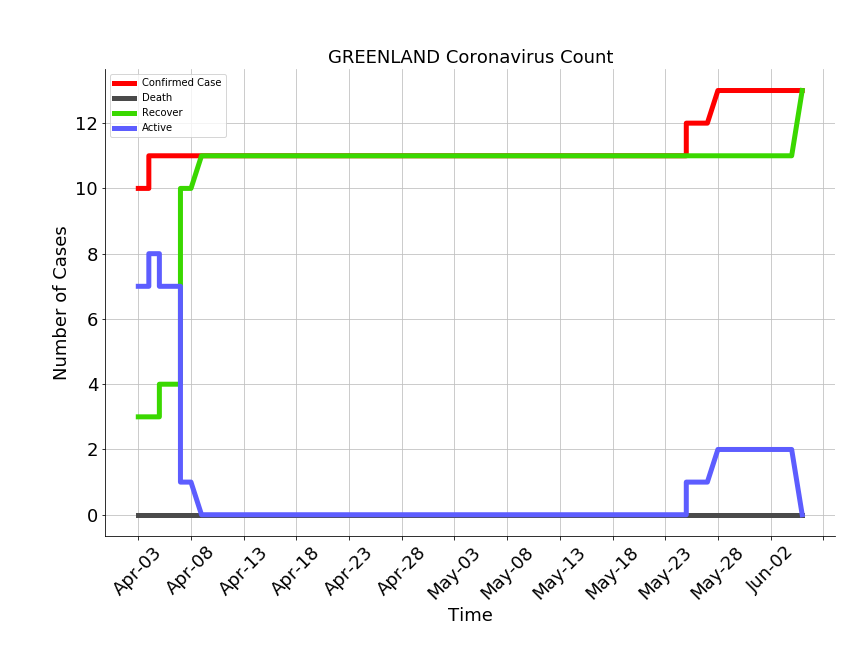 GREENLAND Coronavirus Count
Confirmed Case
Death
Recover
Active
Number of Cases
12
10
8
6
4
2
0
Apr-03
Apr-08
Apr-13
Apr-18
Apr-23
Apr-28
May-03
May-08
May-13
May-18
May-23
May-28
Jun-02
Time